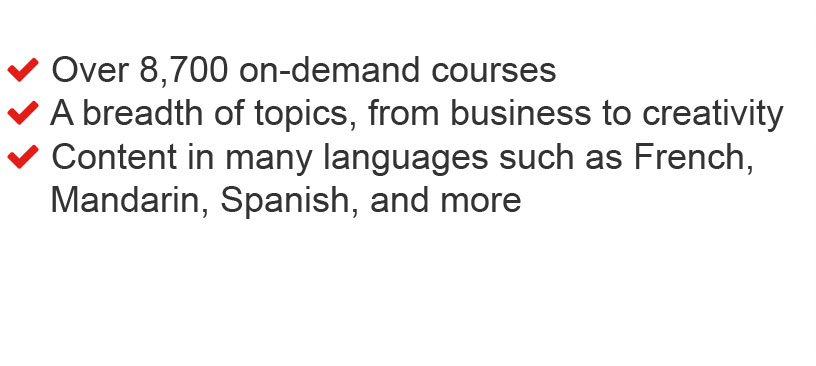 Over 8,700 on-demand courses
A breadth of topics, from business to creativity
Content in many languages such as French,
Mandarin, Spanish, and more